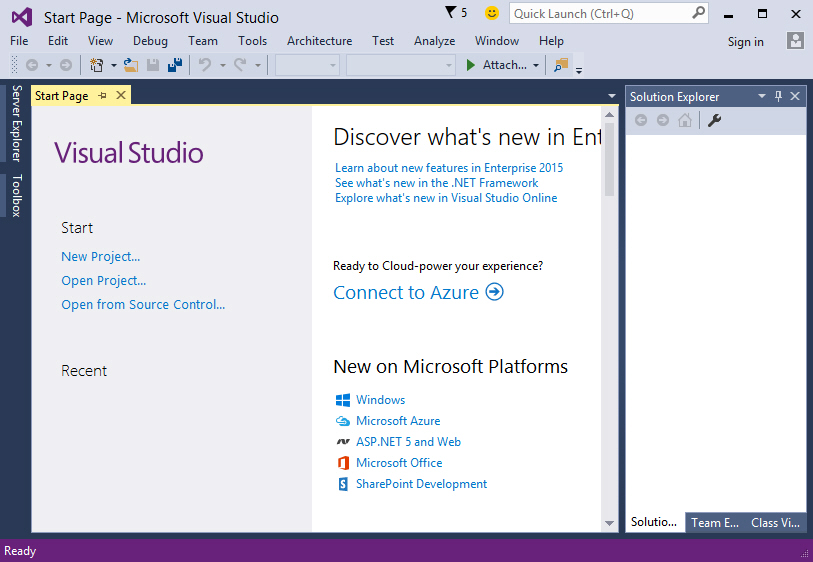 Start Page - Microsoft Visual Studio
5
Quick Launch (Ctrl+Q)
File Edit View Debug Team Tools Architecture Test Analyze Window Help
Sign in
Attach...
Server Explorer
Toolbox
Start Page
Visual Studio
Start
New Project...
Open Project...
Open from Source Control...
Recent
Discover what's new in Ent
Learn about new features in Enterprise 2015
See what's new in the .NET Framework
Explore what's new in Visual Studio Online
Ready to Cloud-power your experience?
Connect to Azure
New on Microsoft Platforms
Windows
Microsoft Azure
ASP.NET 5 and Web
Microsoft Office
SharePoint Development
Solution Explorer
Solutio... Team E... Class Vi...
Ready